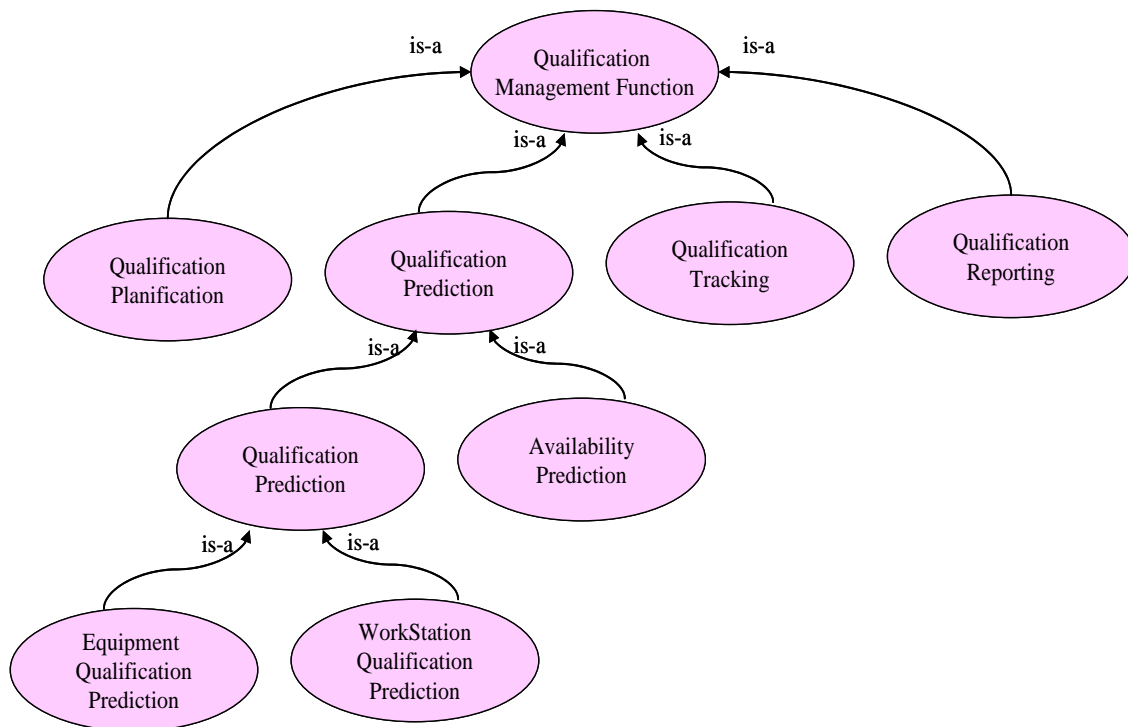 is-a
Qualification
Management Function
is-a
is-a
is-a
Qualification
Planification
Qualification
Prediction
Qualification
Tracking
Qualification
Reporting
is-a
is-a
Qualification
Prediction
Availability
Prediction
is-a
is-a
Equipment
Qualification
Prediction
WorkStation
Qualification
Prediction